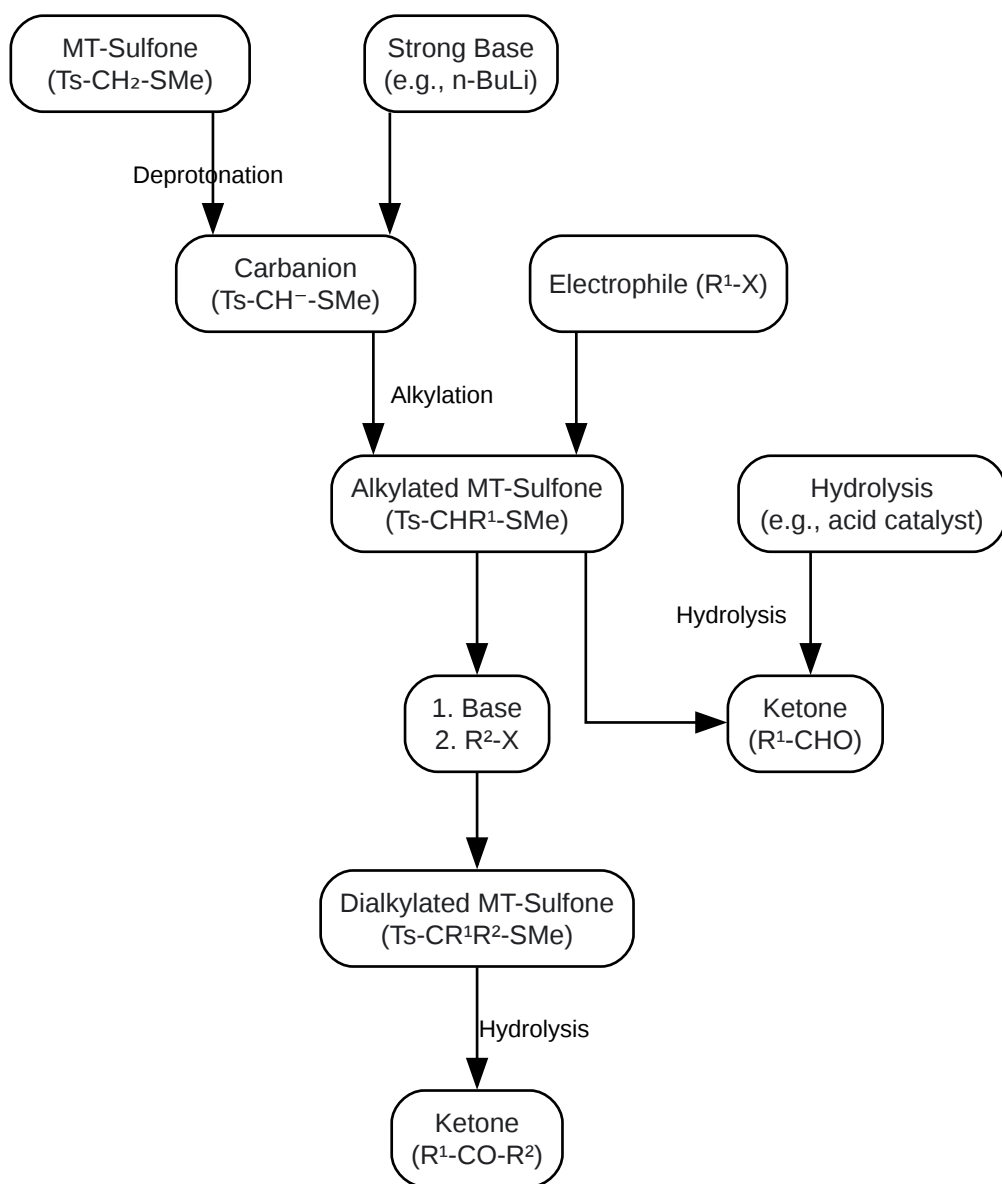 MT-Sulfone
(Ts-CH₂-SMe)
Strong Base
(e.g., n-BuLi)
Deprotonation
Carbanion
(Ts-CH⁻-SMe)
Electrophile (R¹-X)
Alkylation
Alkylated MT-Sulfone
(Ts-CHR¹-SMe)
Hydrolysis
(e.g., acid catalyst)
Hydrolysis
1. Base
2. R²-X
Ketone
(R¹-CHO)
Dialkylated MT-Sulfone
(Ts-CR¹R²-SMe)
Hydrolysis
Ketone
(R¹-CO-R²)